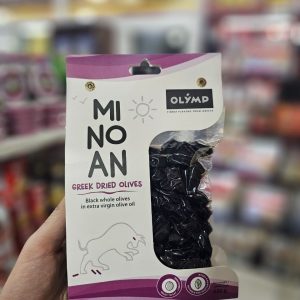 MI
NO
AN
GREEK DRIED OLIVES
Black whole olives
in extra virgin olive oil
OLYMP